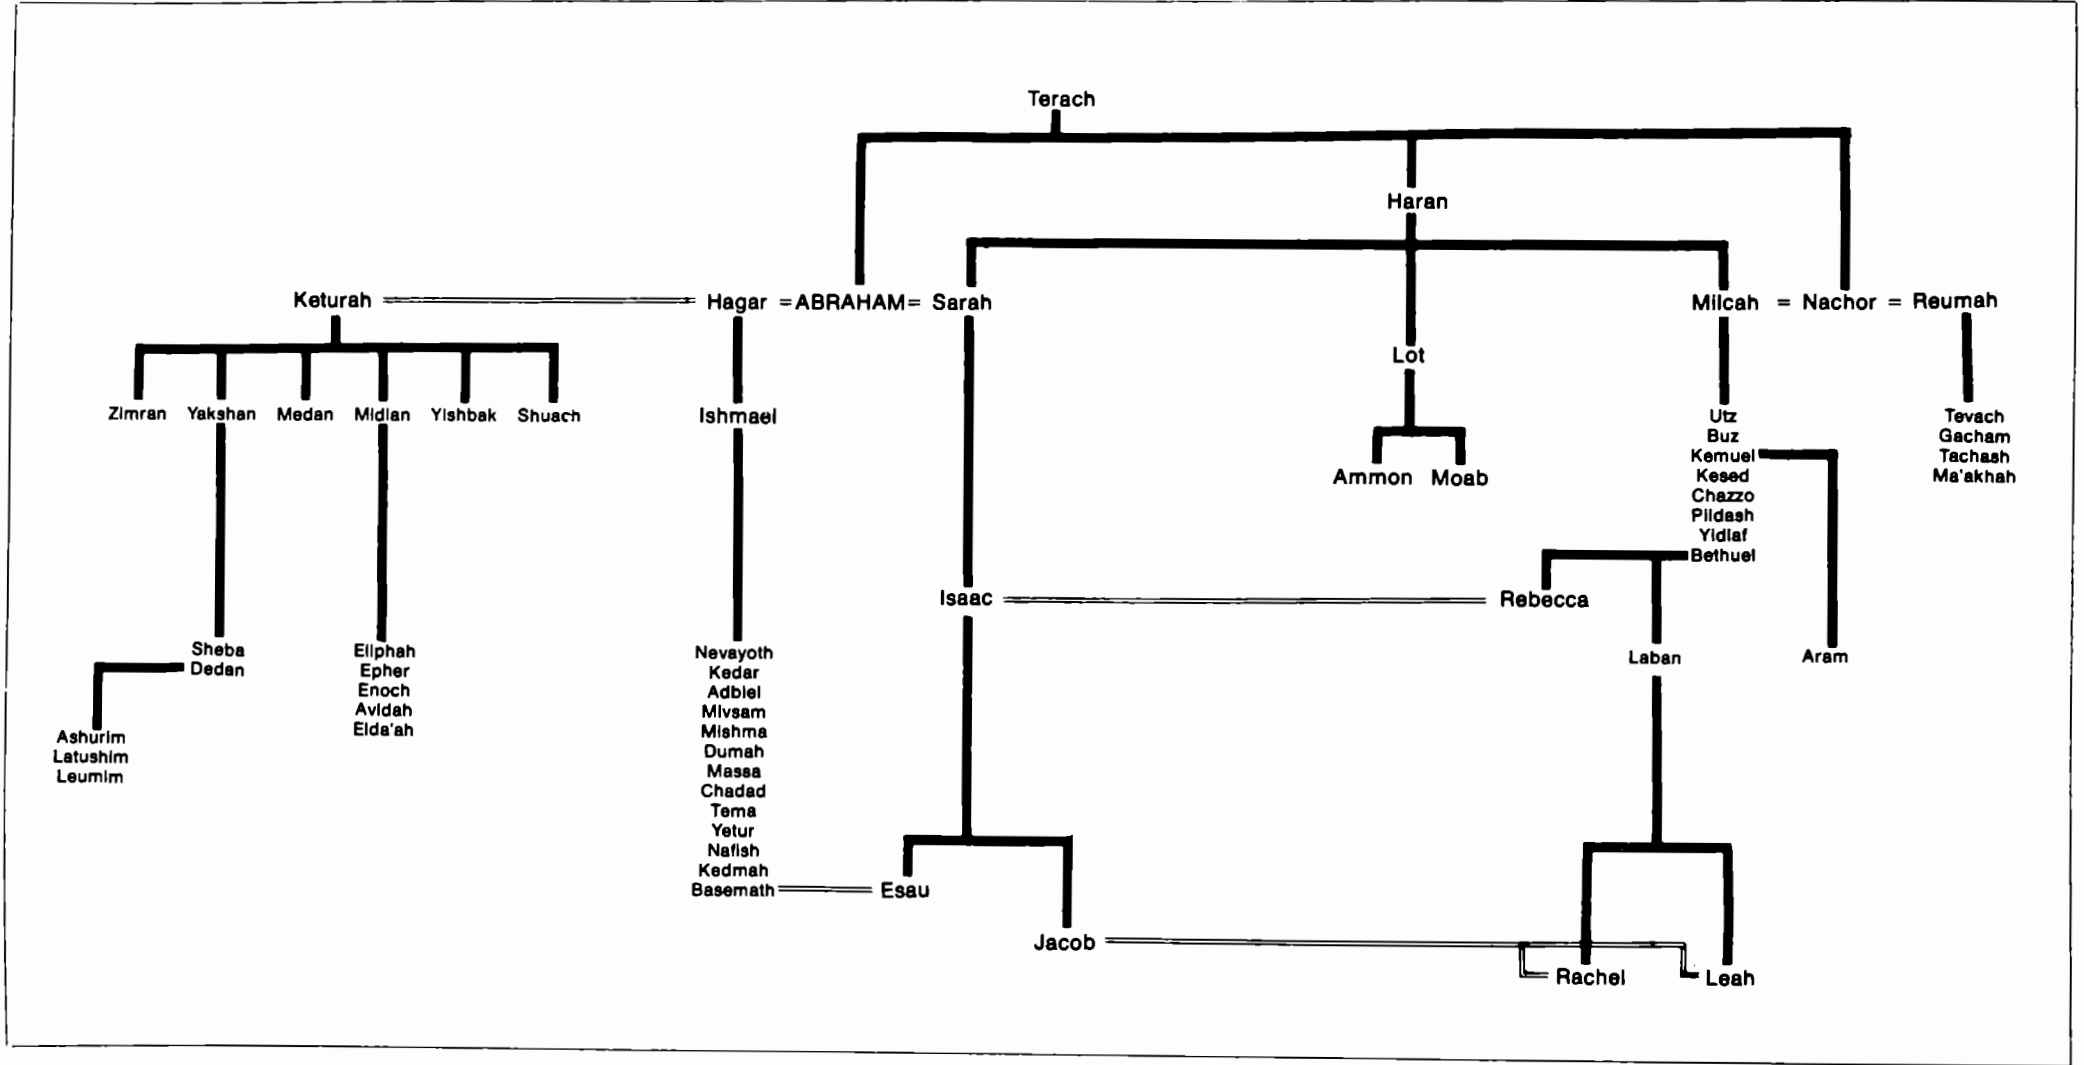 Terach
Haran
Keturah Hagar =ABRAHAM= Sarah Milcah = Nachor = Reumah
Lot
Zimran Yakshan Medan Midian Yishbak Shuach
Ishmael
Utz
Buz
Kemuel
Kesed
Chazzo
Pildash
Yidlaf
Bethuel
Tevach
Gacham
Tachash
Ma'akhah
Ammon Moab
Isaac Rebecca
Sheba
Dedan
Eliphah
Epher
Enoch
Avidah
Elda'ah
Nevayoth
Kedar
Adbiel
Mivsam
Mishma
Dumah
Massa
Chadad
Tema
Yetur
Nafish
Kedmah
Basemath
Laban Aram
Ashurim
Latushim
Leumim
Esau
Jacob
Rachel Leah